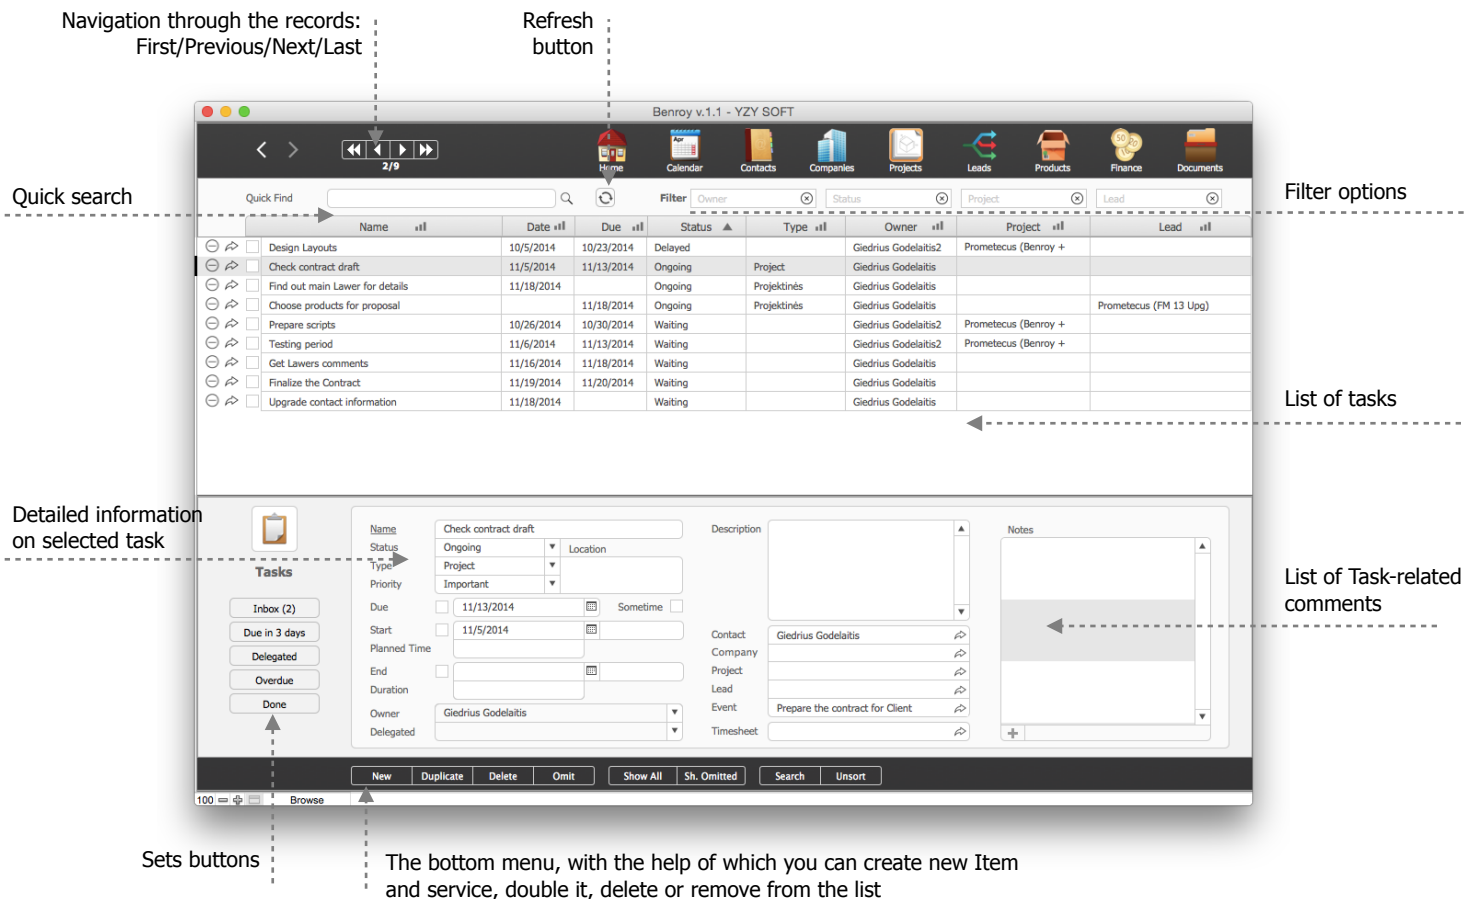 Navigation through the records:
First/Previous/Next/Last
Refresh
button
Benroy v.1.1 - YZY SOFT
2/9
Apr
Home
Calendar
Contacts
Companies
Projects
Leads
Products
Finance
Documents
Quick search
Quick Find
Filter
Owner
Status
Project
Lead
Filter options
Name Date Due Status Type Owner Project Lead
Design Layouts 10/5/2014 10/23/2014 Delayed Giedrius Godelaitis2 Prometecus (Benroy +
Check contract draft 11/5/2014 11/13/2014 Ongoing Project Giedrius Godelaitis
Find out main Lawer for details 11/18/2014 Ongoing Projektinės Giedrius Godelaitis
Choose products for proposal 11/18/2014 Ongoing Projektinės Giedrius Godelaitis Prometecus (FM 13 Upg)
Prepare scripts 10/26/2014 10/30/2014 Waiting Giedrius Godelaitis2 Prometecus (Benroy +
Testing period 11/6/2014 11/13/2014 Waiting Giedrius Godelaitis2 Prometecus (Benroy +
Get Lawers comments 11/16/2014 11/18/2014 Waiting Giedrius Godelaitis
Finalize the Contract 11/19/2014 11/20/2014 Waiting Giedrius Godelaitis
Upgrade contact information 11/18/2014 Waiting Giedrius Godelaitis
List of tasks
Detailed information
on selected task
Tasks
Inbox (2)
Due in 3 days
Delegated
Overdue
Done
Name Check contract draft
Status Ongoing Location
Type Project
Priority Important
Due 11/13/2014 Sometime
Start 11/5/2014
Planned Time
End
Duration
Owner Giedrius Godelaitis
Delegated
Description
Contact Giedrius Godelaitis
Company
Project
Lead
Event Prepare the contract for Client
Timesheet
Notes
List of Task-related
comments
New Duplicate Delete Omit Show All Sh. Omitted Search Unsort
100 Browse
Sets buttons
The bottom menu, with the help of which you can create new Item
and service, double it, delete or remove from the list